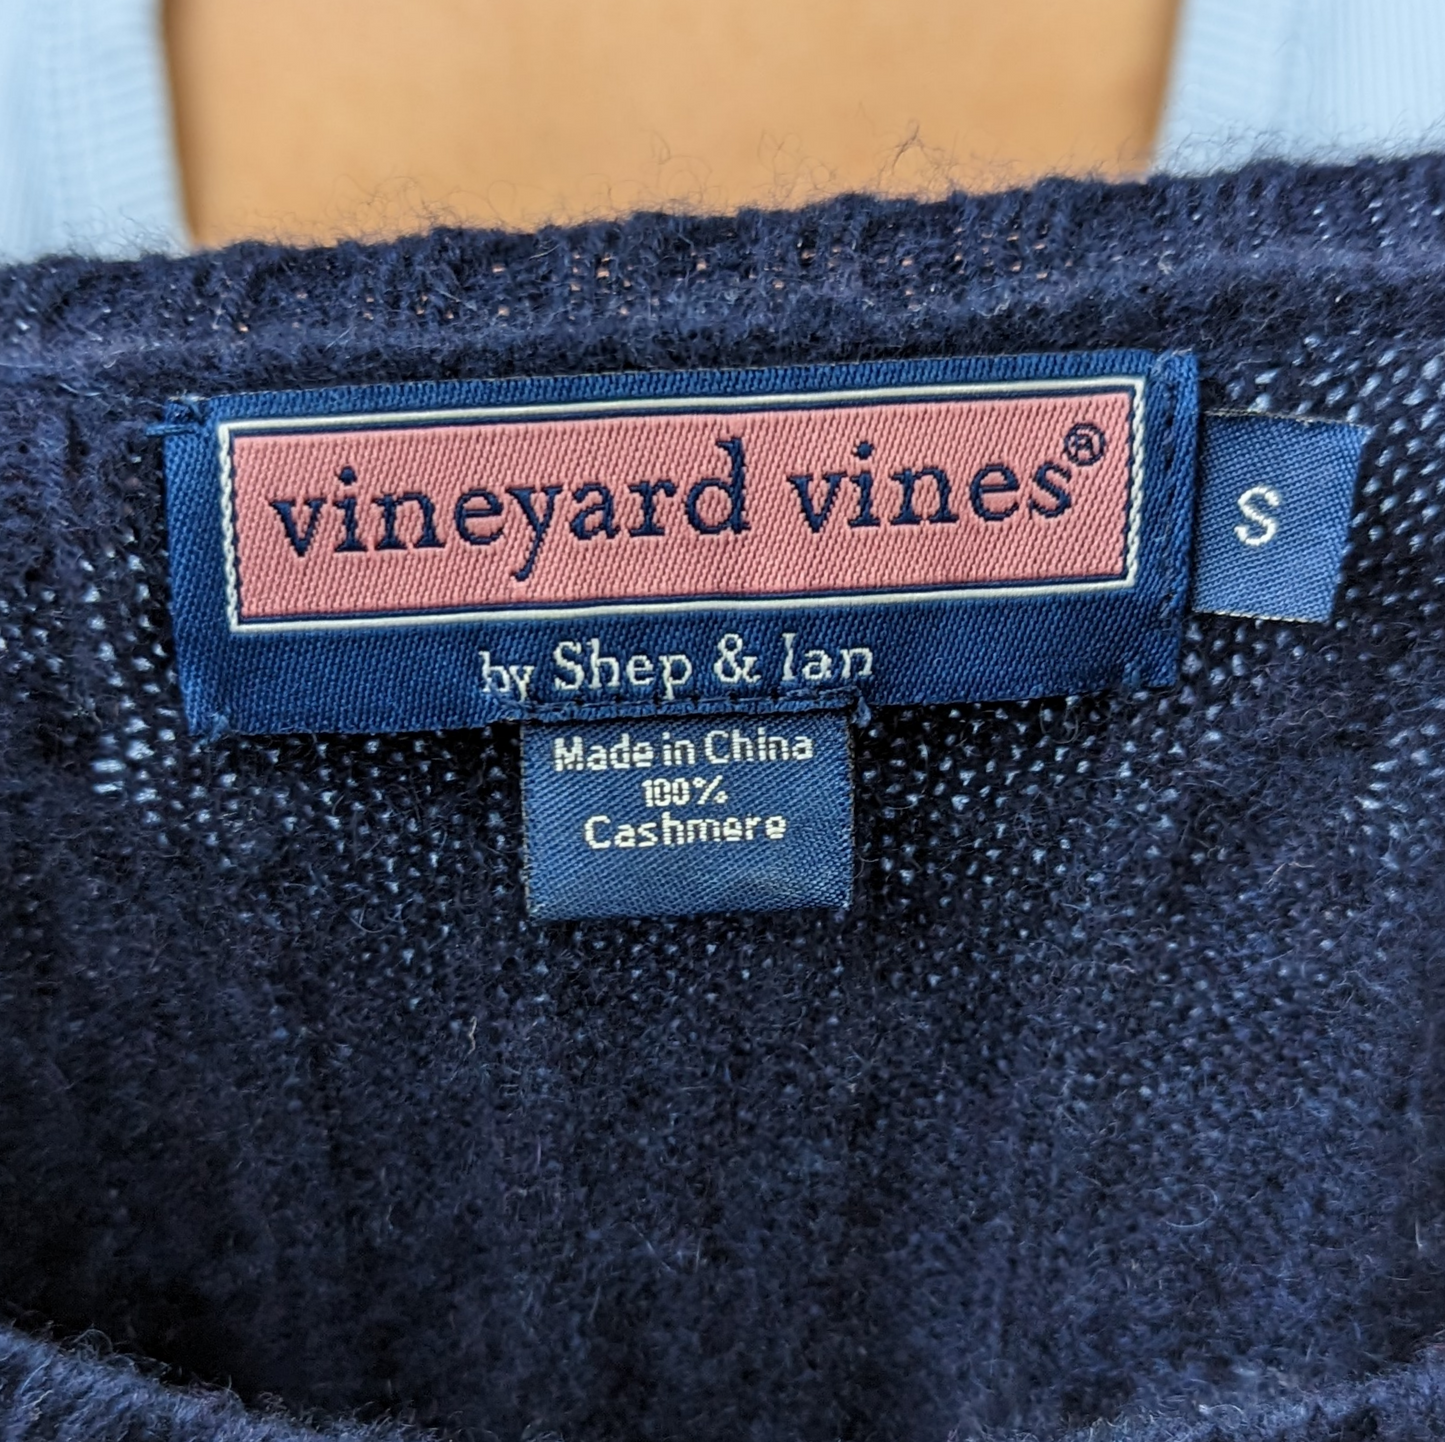 vineyard vines®
S
by Shep & Ian
Made in China
100%
Cashmere